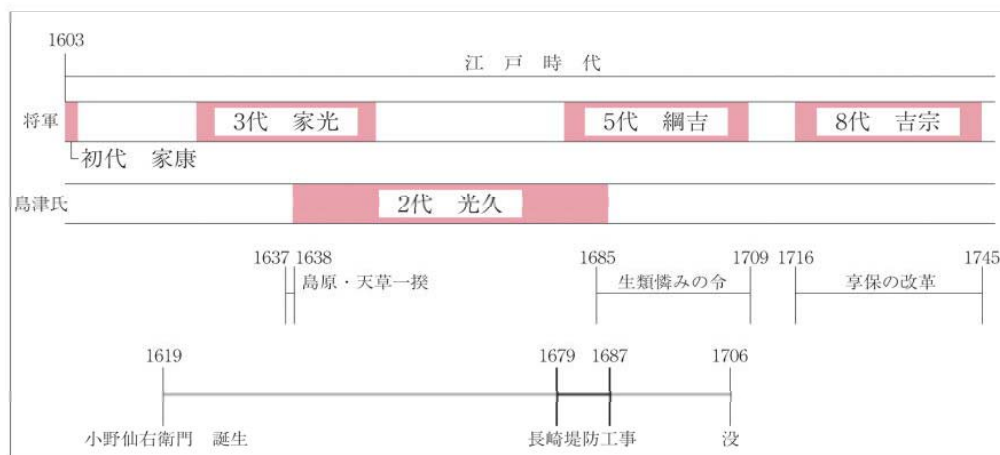 1603
江戸時代
将軍
3代 家光
5代 綱吉
8代 吉宗
初代 家康
島津氏
2代 光久
1637
1638
島原・天草一揆
1685
1709
生類憐みの令
1716
1745
享保の改革
1619
1679
1687
1706
小野仙右衛門 誕生
長崎堤防工事
没